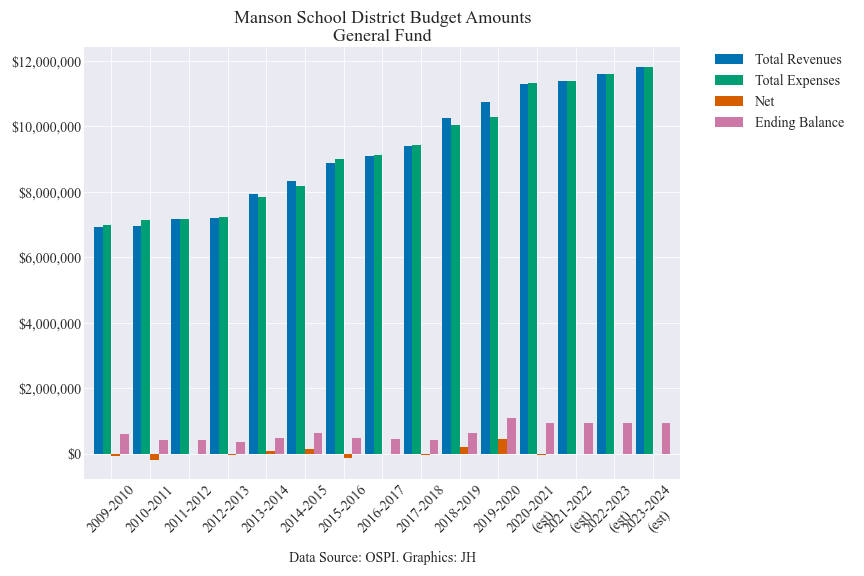 Manson School District Budget Amounts
General Fund
$12,000,000
$10,000,000
$8,000,000
$6,000,000
$4,000,000
$2,000,000
$0
Total Revenues
Total Expenses
Net
Ending Balance
2009-2010
2010-2011
2011-2012
2012-2013
2013-2014
2014-2015
2015-2016
2016-2017
2017-2018
2018-2019
2019-2020
2020-2021
(est)
2021-2022
(est)
2022-2023
(est)
2023-2024
(est)
Data Source: OSPI. Graphics: JH